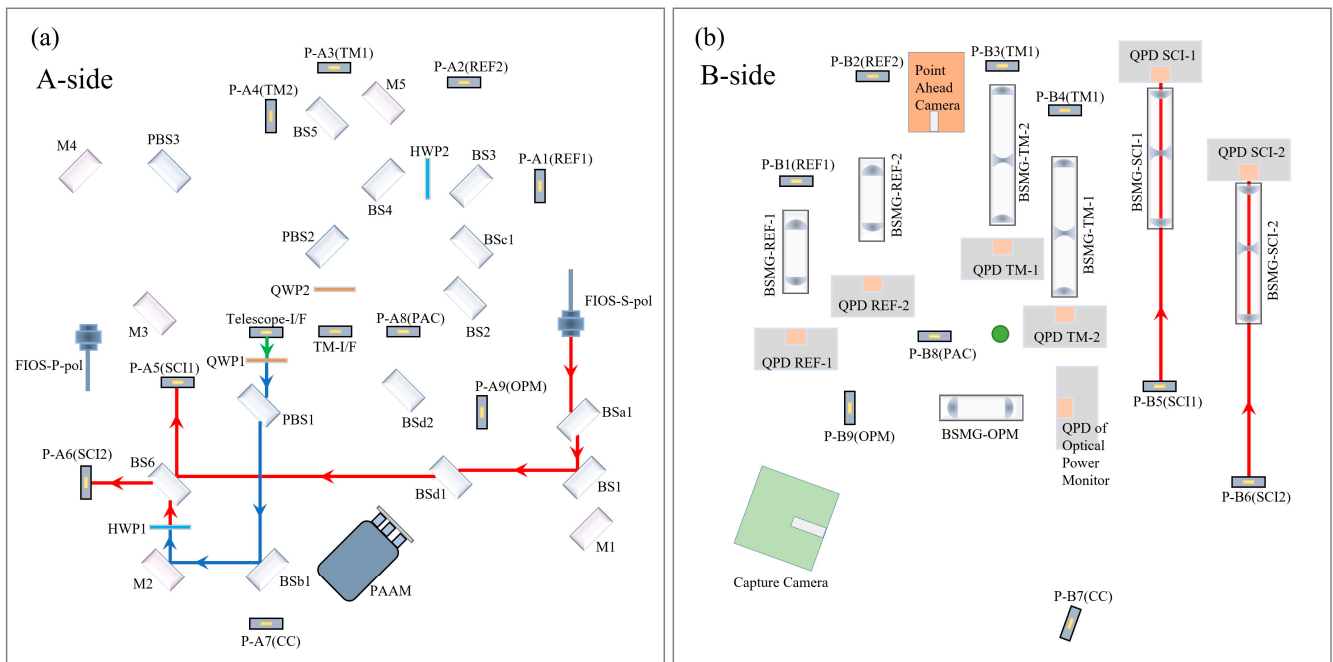 (a)
A-side
P-A3(TM1)
P-A2(REF2)
M5
P-A4(TM2)
BS5
M4
PBS3
HWP2
BS3
P-A1(REF1)
BS4
PBS2
BSc1
QWP2
FIOS-S-pol
M3
Telescope-I/F
P-A8(PAC)
BS2
TM-I/F
FIOS-P-pol
QWP1
P-A5(SCI1)
P-A9(OPM)
PBS1
BSd2
BSa1
P-A6(SCI2)
BS6
BSd1
BS1
HWP1
M1
M2
BSb1
PAAM
P-A7(CC)
(b)
B-side
P-B2(REF2)
Point
Ahead
Camera
P-B3(TM1)
QPD SCI-1
P-B4(TM1)
BSMG-TM-2
BSMG-SCI-1
QPD SCI-2
P-B1(REF1)
BSMG-REF-2
BSMG-REF-1
BSMG-TM-1
BSMG-SCI-2
QPD TM-1
QPD REF-2
QPD TM-2
P-B8(PAC)
QPD REF-1
P-B5(SCI1)
P-B9(OPM)
BSMG-OPM
QPD of
Optical
Power
Monitor
P-B6(SCI2)
Capture Camera
P-B7(CC)